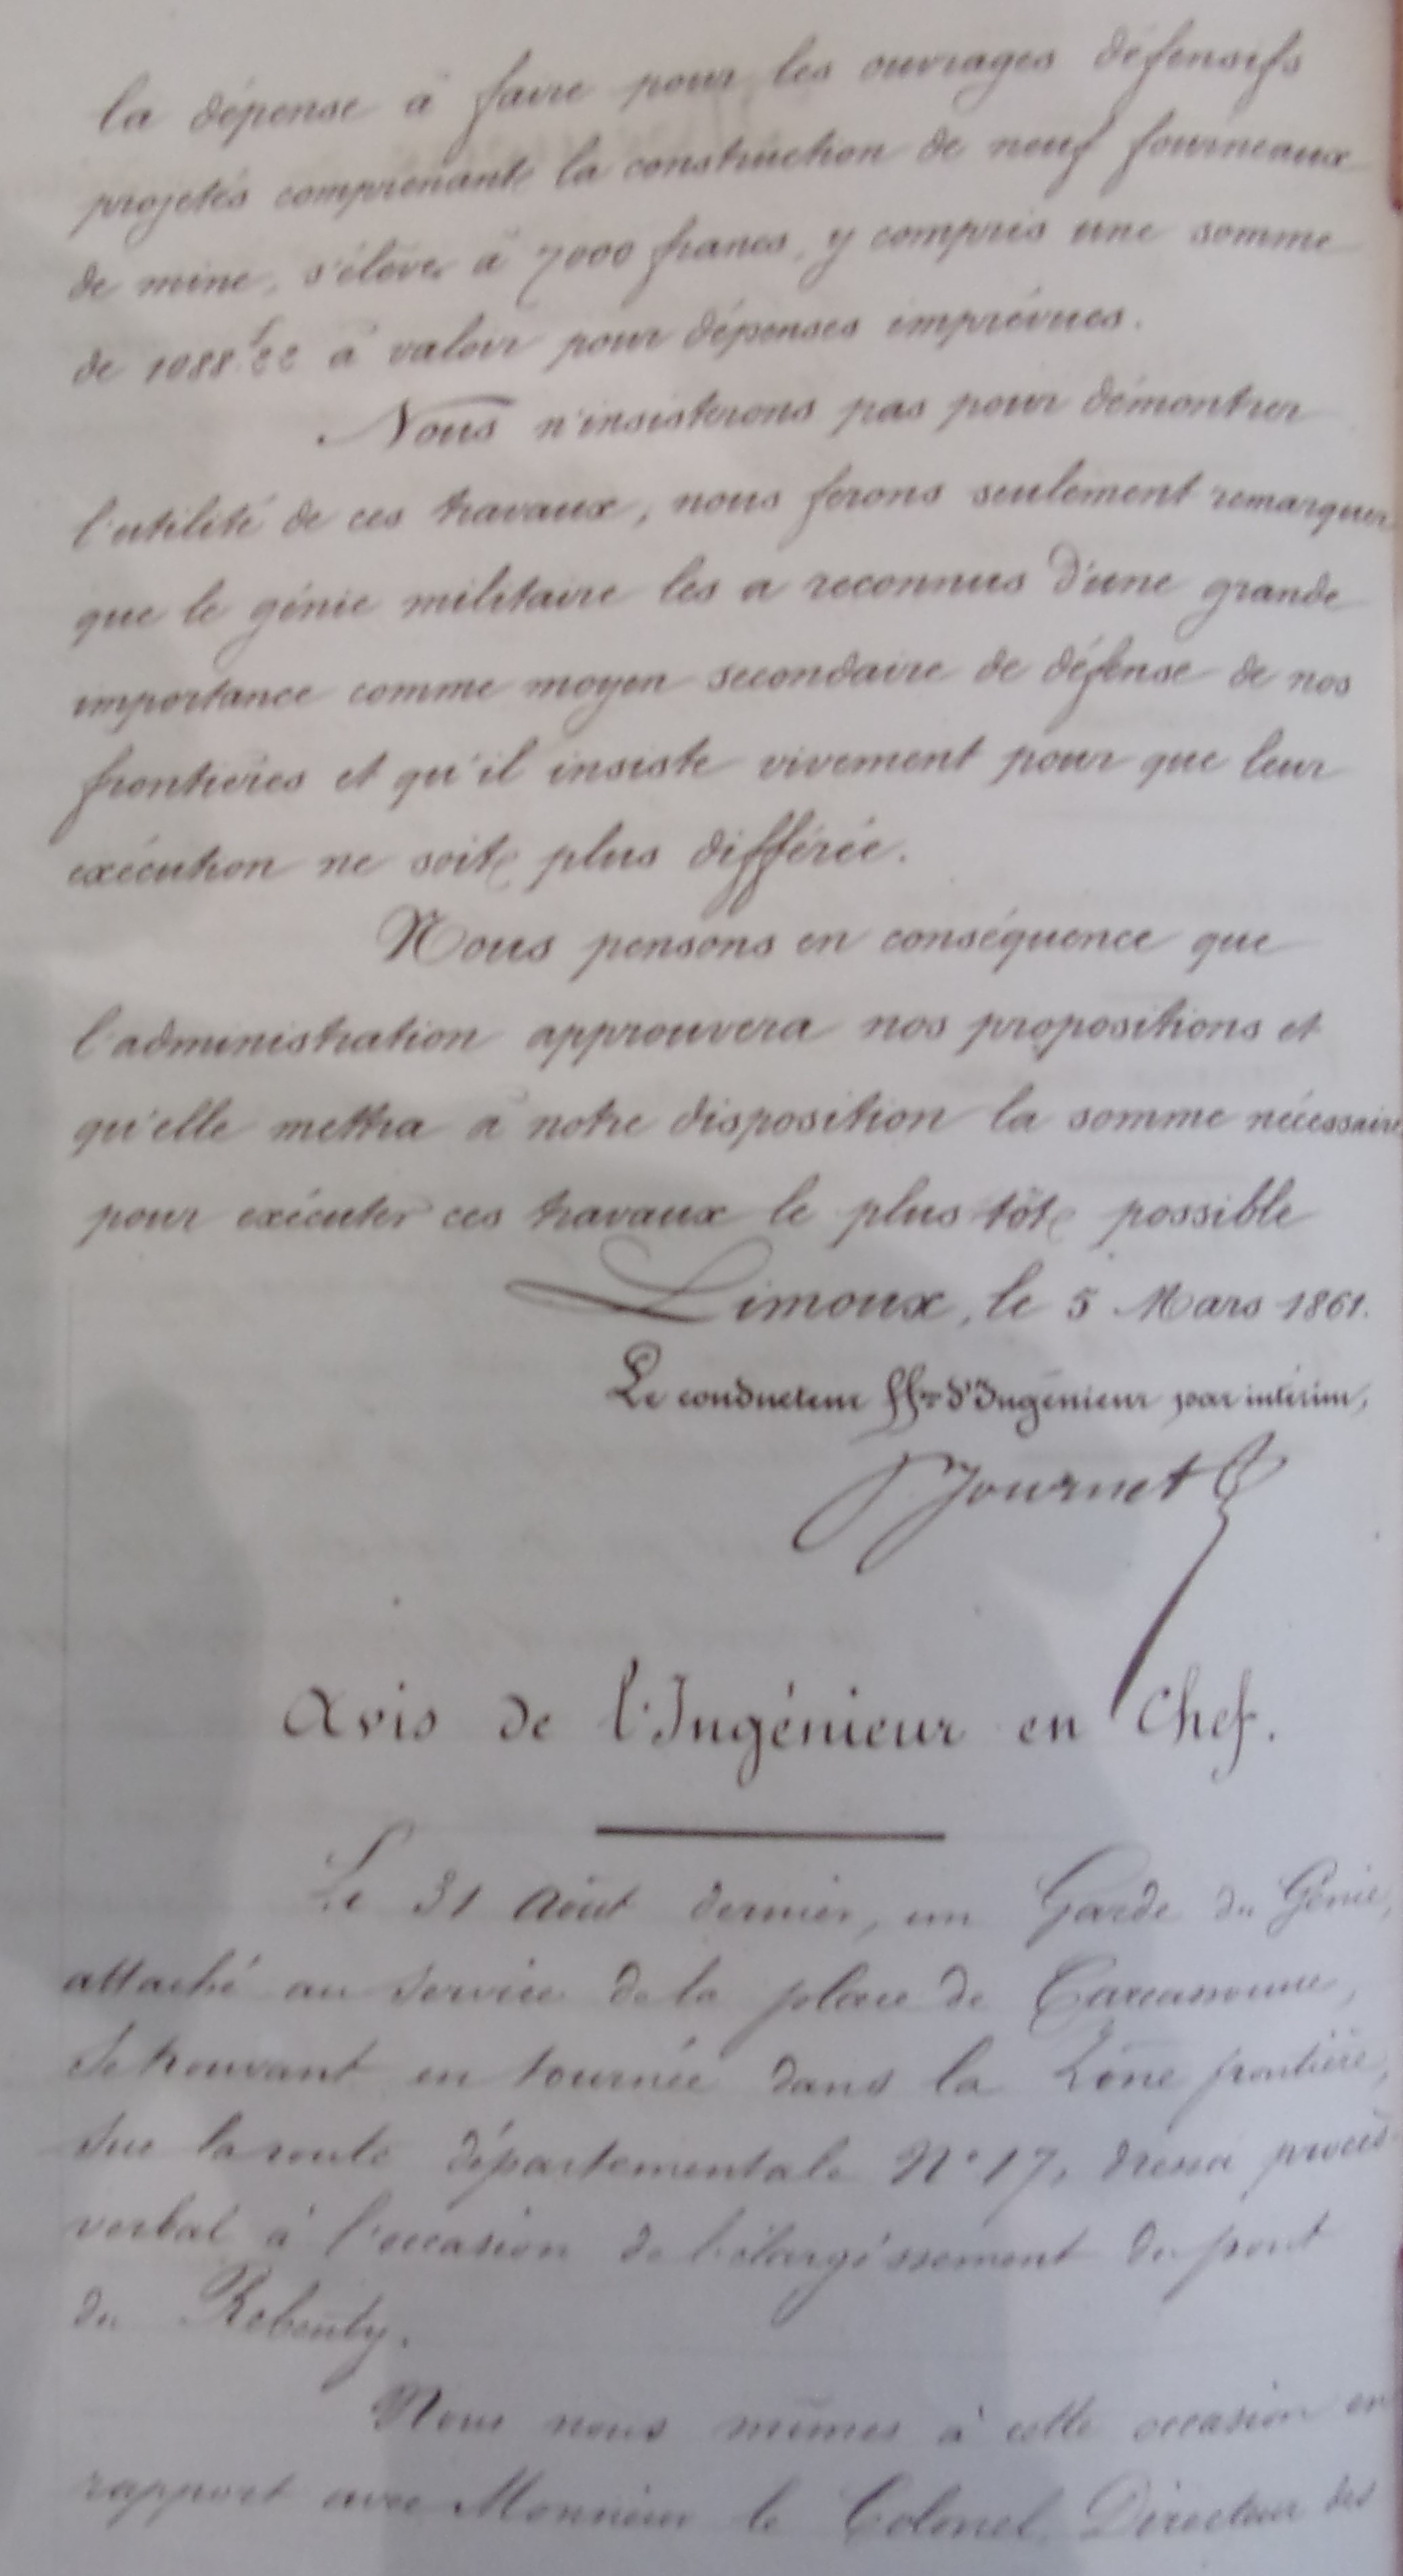 la dépense à faire pour les ouvrages défensifs
projetés comprenant la construction de neuf fourneaux
de mine, s'élève à 7000 francs, y compris une somme
de 1088f22 à valoir pour dépenses imprévues.
Nous n'insisterons pas pour démontrer
l'utilité de ces travaux, nous ferons seulement remarquer
que le génie militaire les a reconnus d'une grande
importance comme moyen secondaire de défense de nos
frontières et qu'il insiste vivement pour que leur
exécution ne soit plus différée.
Nous pensons en conséquence que
l'administration approuvera nos propositions et
qu'elle mettra à notre disposition la somme nécessaire
pour exécuter ces travaux le plus tôt possible
Limoux, le 5 Mars 1861.
Le conducteur ff.on d'Ingénieur par intérim,
Journet
Avis de l'Ingénieur en Chef.
Le 31 Août dernier, un Garde du Génie,
attaché au service de la place de Carcassonne,
se trouvant en tournée dans la Zône frontière,
sur la route départementale N° 17, dressa procès-
verbal à l'occasion de l'élargissement du pont
du Rebenty.
Nous nous mîmes à cette occasion en
rapport avec Monsieur le Colonel, Directeur des